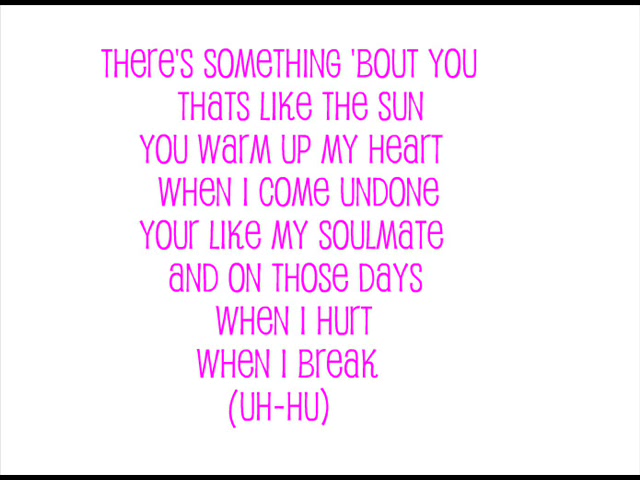 THERE'S SOMETHING 'BOUT YOU
THATS LIKE THE SUN
YOU WARM UP MY HEART
WHEN I COME UNDONE
YOUR LIKE MY SOULMATE
AND ON THOSE DAYS
WHEN I HURT
WHEN I BREAK
(UH-HU)